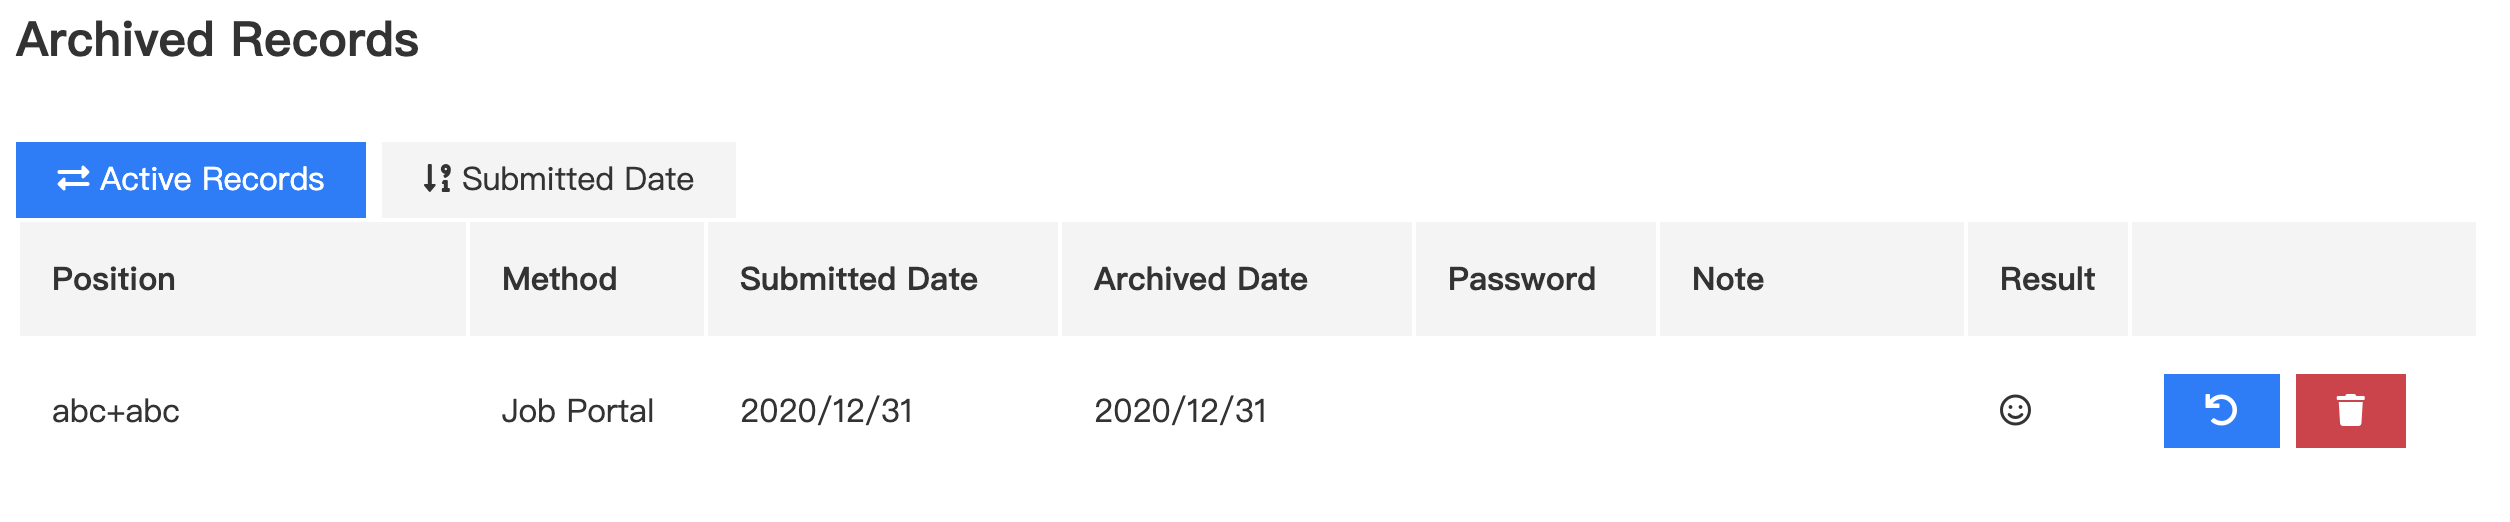 Archived Records
Active Records Submitted Date
Position Method Submitted Date Archived Date Password Note Result
abc+abc Job Portal 2020/12/31 2020/12/31